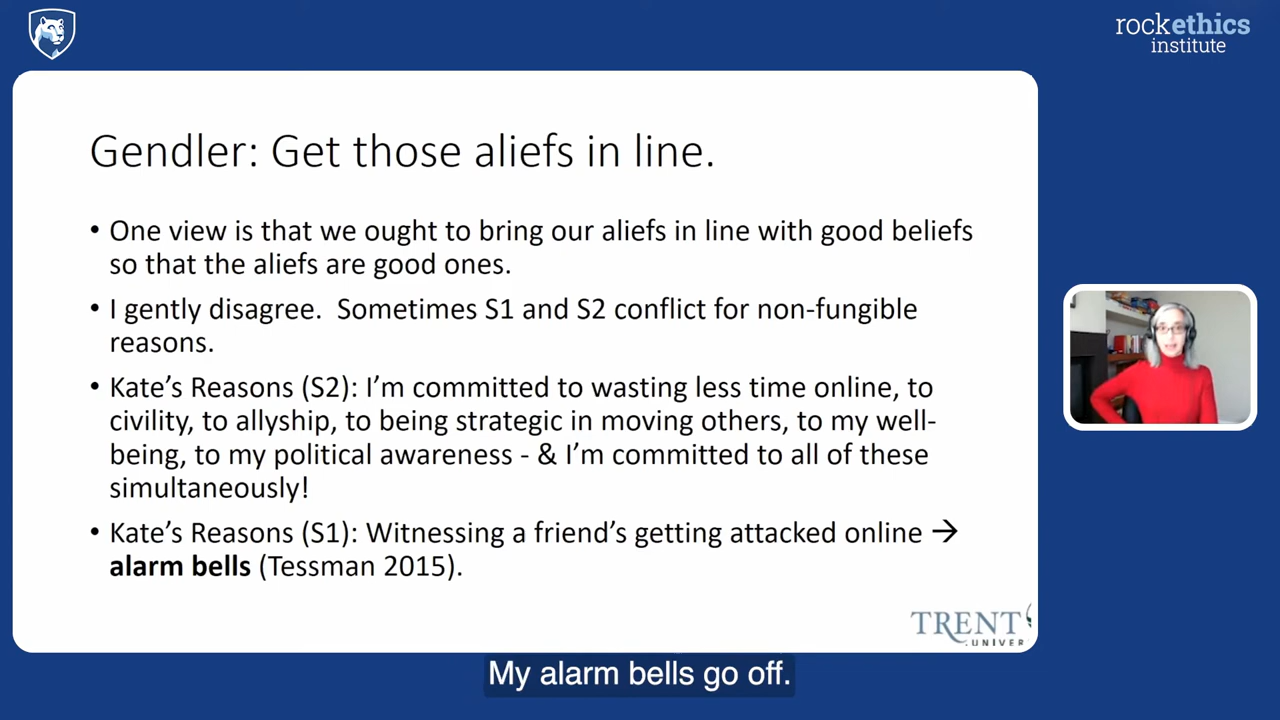 rockethics
institute
Gendler: Get those aliefs in line.
• One view is that we ought to bring our aliefs in line with good beliefs
so that the aliefs are good ones.
• I gently disagree.  Sometimes S1 and S2 conflict for non-fungible
reasons.
• Kate's Reasons (S2): I'm committed to wasting less time online, to
civility, to allyship, to being strategic in moving others, to my well-
being, to my political awareness - & I'm committed to all of these
simultaneously!
• Kate's Reasons (S1): Witnessing a friend's getting attacked online →
alarm bells (Tessman 2015).
TRENT
UNIVER
My alarm bells go off.